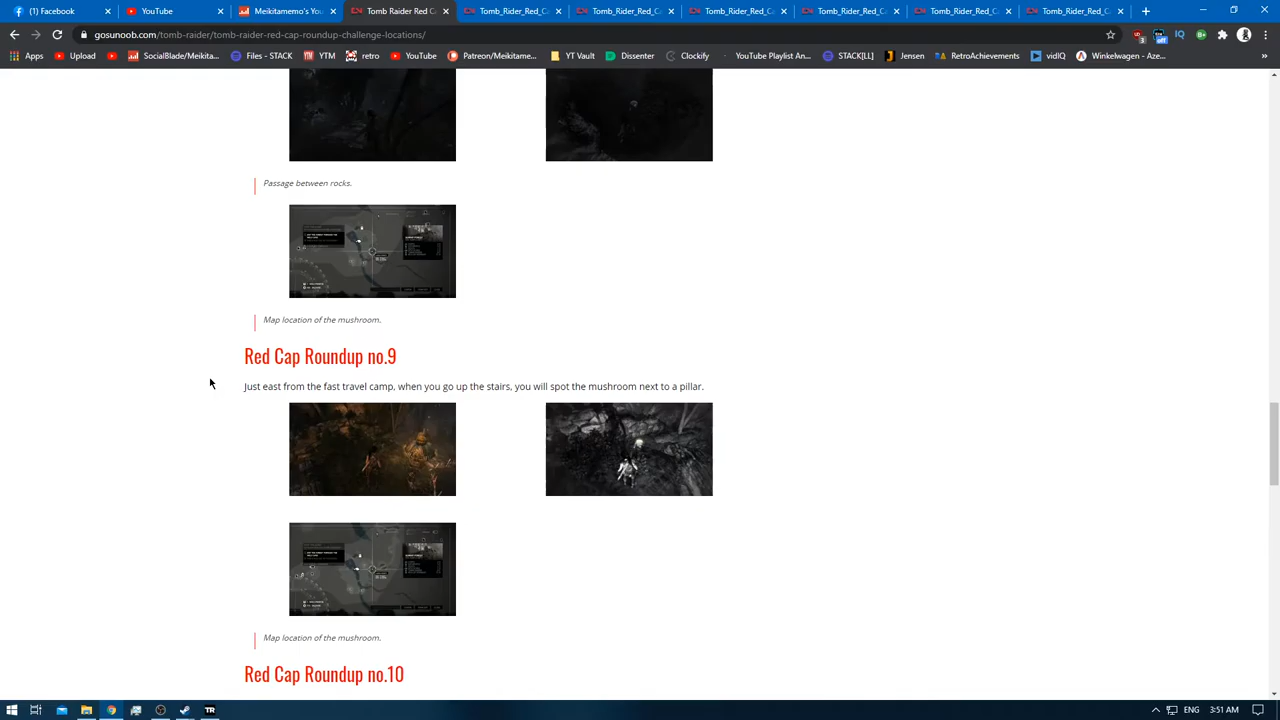 (1) Facebook
YouTube
Meikitamemo's You
Tomb Raider Red C
Tomb_Rider_Red_Ca
Tomb_Rider_Red_C
Tomb_Rider_Red_C
Tomb_Rider_Red_C
Tomb_Rider_Red_C
gosunoob.com/tomb-raider/tomb-raider-red-cap-roundup-challenge-locations/
Apps
Upload
SocialBlade/Meikita...
Files - STACK
YTM
retro
YouTube
Patreon/Meikitame...
YT Vault
Dissenter
Clockify
YouTube Playlist An...
STACK[LL]
Jensen
RetroAchievements
vidIQ
Winkelwagen - Aze...
Passage between rocks.
Map location of the mushroom.
Red Cap Roundup no.9
Just east from the fast travel camp, when you go up the stairs, you will spot the mushroom next to a pillar.
Map location of the mushroom.
Red Cap Roundup no.10
ENG
3:51 AM